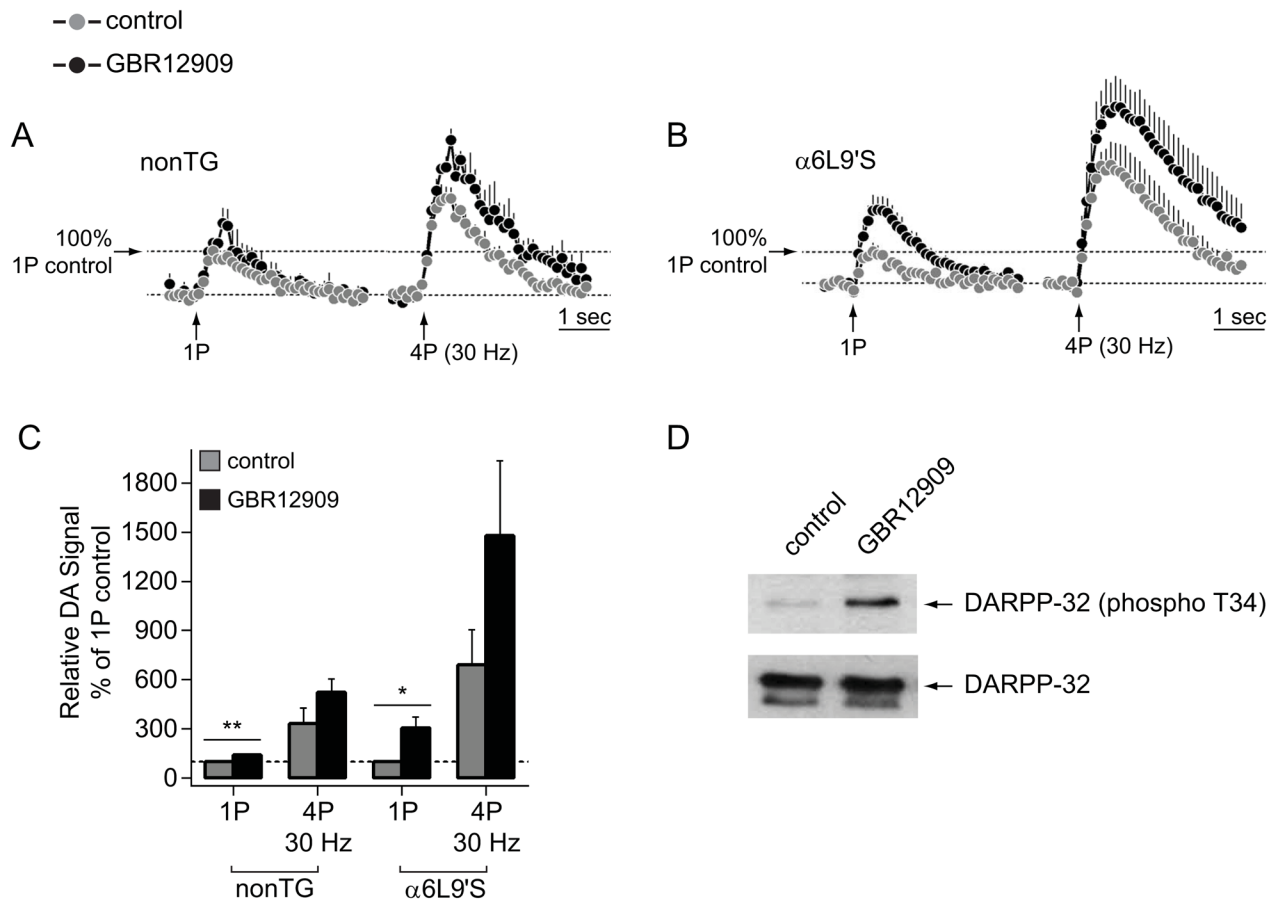 control
GBR12909
A
nonTG
100%
1P control
1P
4P (30 Hz)
1 sec
B
α6L9'S
100%
1P control
1P
4P (30 Hz)
1 sec
C
control
GBR12909
Relative DA Signal
% of 1P control
1800
1500
1200
900
600
300
0
**
*
1P
4P
30 Hz
1P
4P
30 Hz
nonTG
α6L9'S
D
control
GBR12909
DARPP-32 (phospho T34)
DARPP-32